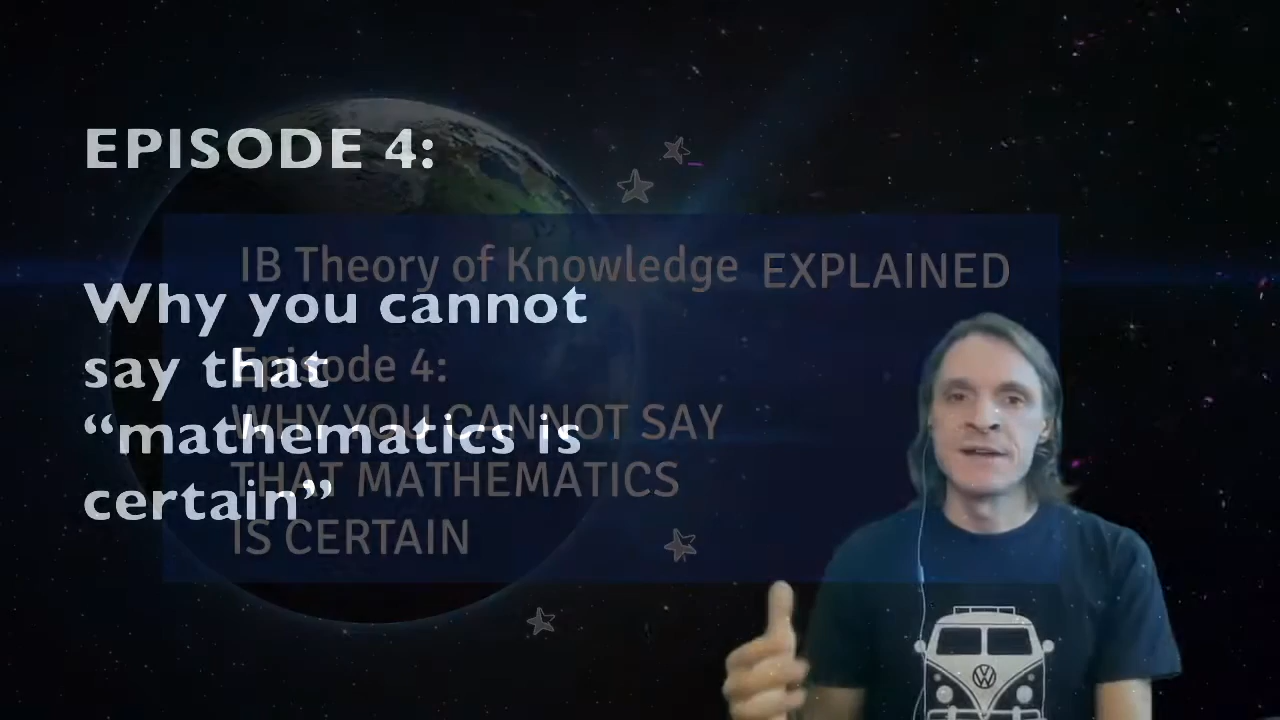 EPISODE 4:
IB Theory of Knowledge EXPLAINED
Why you cannot
say that
“mathematics is
certain”
Episode 4:
WHY YOU CANNOT SAY
THAT MATHEMATICS
IS CERTAIN